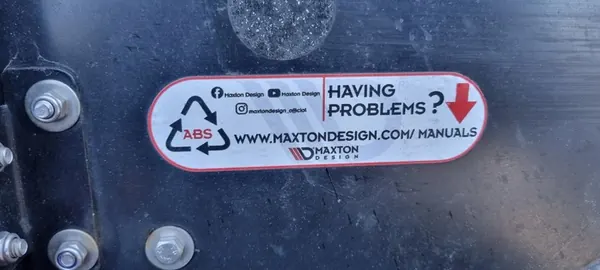 Maxton Design Maxton Design
maxtondesign_official
HAVING
PROBLEMS?
ABS
WWW.MAXTONDESIGN.COM/MANUALS
MAXTON
DESIGN